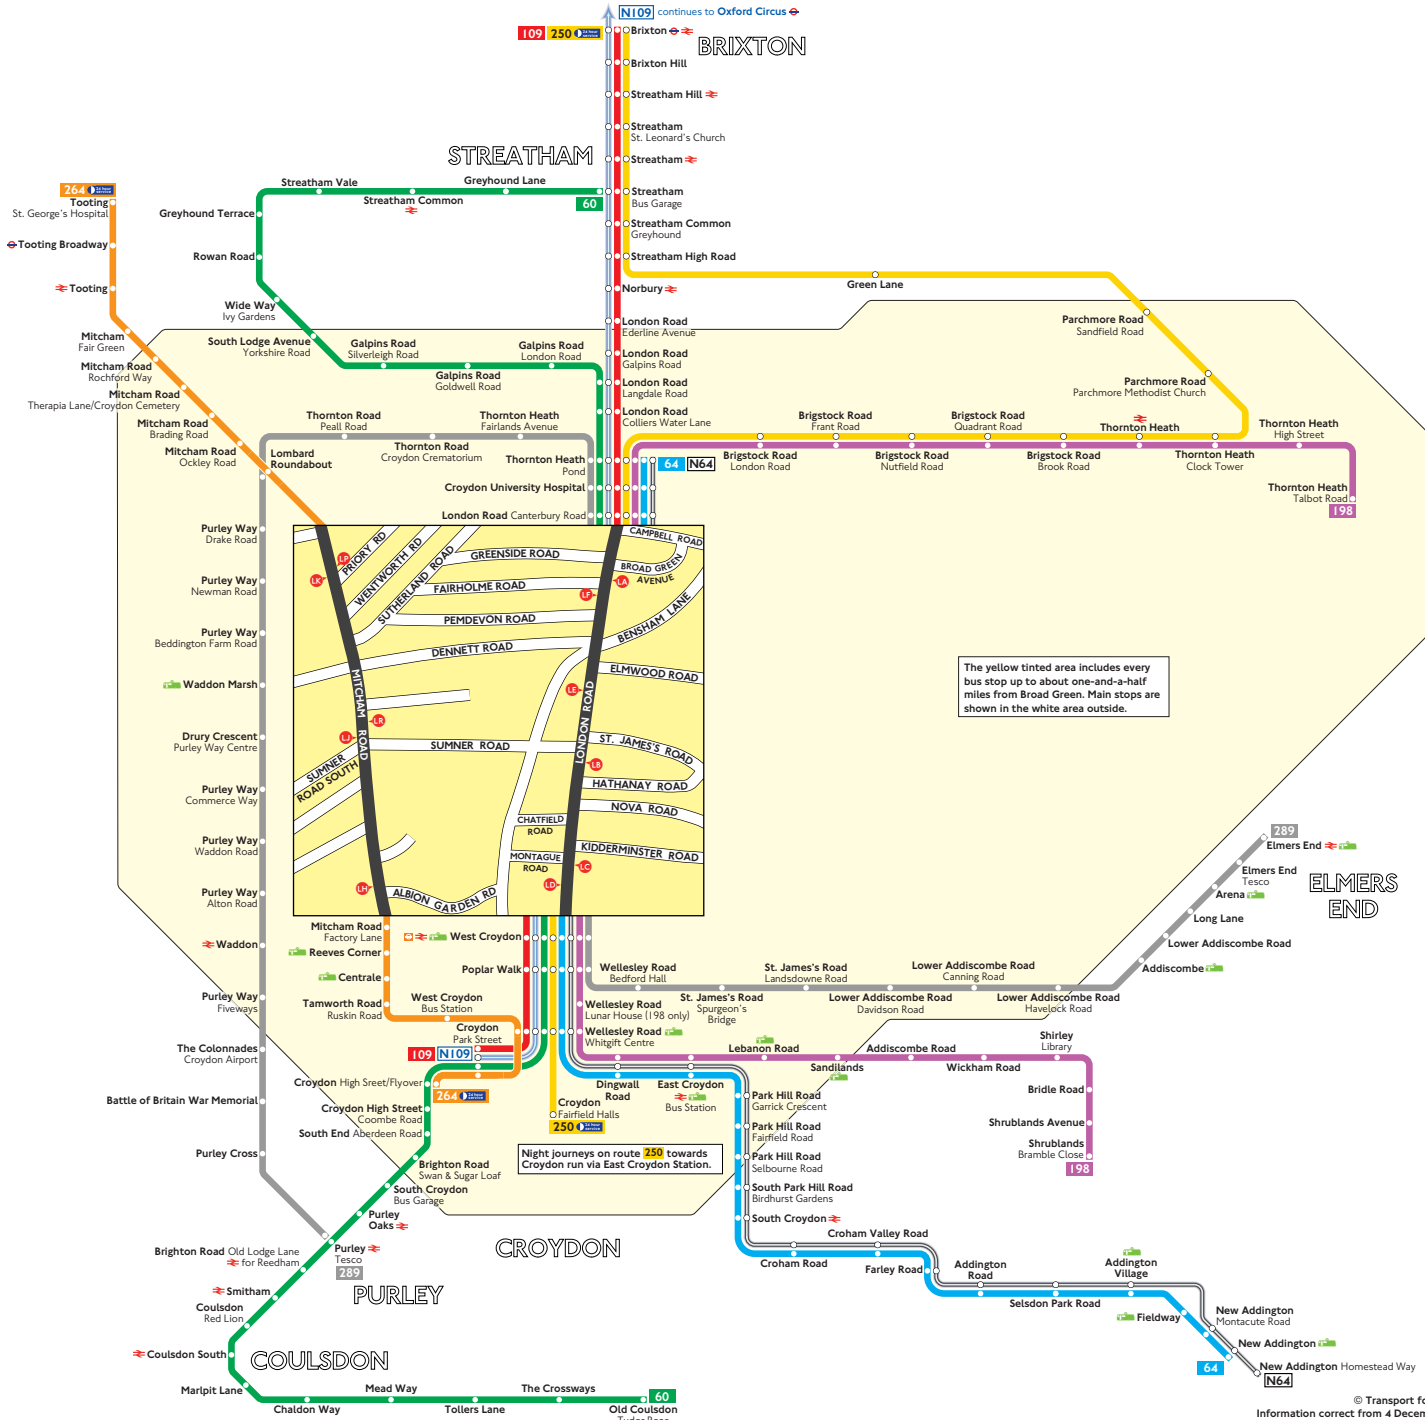 N109 continues to Oxford Circus
109 250 24 hour service
Brixton
BRIXTON
Brixton Hill
Streatham Hill
Streatham
St. Leonard's Church
STREATHAM
Streatham
Streatham
Bus Garage
Streatham Common
Greyhound
Streatham High Road
Norbury
London Road
Ederline Avenue
London Road
Galpins Road
London Road
Langdale Road
London Road
Colliers Water Lane
264 24 hour service
Tooting
St. George's Hospital
Tooting Broadway
Tooting
Mitcham
Fair Green
Mitcham Road
Rochford Way
Mitcham Road
Therapia Lane/Croydon Cemetery
Mitcham Road
Brading Road
Mitcham Road
Ockley Road
Streatham Vale
Greyhound Lane
Streatham Common
60
Greyhound Terrace
Rowan Road
Wide Way
Ivy Gardens
South Lodge Avenue
Yorkshire Road
Galpins Road
Silverleigh Road
Galpins Road
Goldwell Road
Galpins Road
London Road
Green Lane
Parchmore Road
Sandfield Road
Parchmore Road
Parchmore Methodist Church
Thornton Road
Peall Road
Thornton Road
Croydon Crematorium
Thornton Heath
Fairlands Avenue
Lombard
Roundabout
Thornton Heath
Pond
Croydon University Hospital
London Road Canterbury Road
64 N64
Brigstock Road
London Road
Brigstock Road
Frant Road
Brigstock Road
Nutfield Road
Brigstock Road
Quadrant Road
Brigstock Road
Brook Road
Thornton Heath
Thornton Heath
Clock Tower
Thornton Heath
High Street
Thornton Heath
Talbot Road
198
Purley Way
Drake Road
Purley Way
Newman Road
Purley Way
Beddington Farm Road
Waddon Marsh
Drury Crescent
Purley Way Centre
Purley Way
Commerce Way
Purley Way
Waddon Road
Purley Way
Alton Road
Waddon
Purley Way
Fiveways
The Colonnades
Croydon Airport
Battle of Britain War Memorial
Purley Cross
PRIORY RD
WENTWORTH RD
SUTHERLAND ROAD
GREENSIDE ROAD
CAMPBELL ROAD
BROAD GREEN
AVENUE
FAIRHOLME ROAD
PEMDEVON ROAD
BENSHAM LANE
DENNETT ROAD
ELMWOOD ROAD
MITCHAM ROAD
LONDON ROAD
SUMNER ROAD
SUMNER
ROAD SOUTH
ST. JAMES'S ROAD
HATHANAY ROAD
NOVA ROAD
CHATFIELD
ROAD
MONTAGUE
ROAD
KIDDERMINSTER ROAD
ALBION GARDEN RD
LP
LK
LA
LF
LE
LR
LJ
LB
LC
LD
LH
The yellow tinted area includes every
bus stop up to about one-and-a-half
miles from Broad Green. Main stops are
shown in the white area outside.
289
Elmers End
Elmers End
Tesco
ELMERS
END
Arena
Long Lane
Lower Addiscombe Road
Addiscombe
Mitcham Road
Factory Lane
Reeves Corner
Centrale
Tamworth Road
Ruskin Road
West Croydon
Bus Station
West Croydon
Poplar Walk
Croydon
Park Street
109 N109
Croydon High Sreet/Flyover
264 24 hour service
Croydon High Street
Coombe Road
South End Aberdeen Road
Brighton Road
Swan & Sugar Loaf
South Croydon
Bus Garage
Purley
Oaks
Purley
Tesco
289
Brighton Road Old Lodge Lane
for Reedham
PURLEY
Smitham
Coulsdon
Red Lion
Coulsdon South
COULSDON
Marlpit Lane
Chaldon Way
Mead Way
Tollers Lane
The Crossways
60
Old Coulsdon
Tudor Rose
Wellesley Road
Bedford Hall
St. James's Road
Spurgeon's
Bridge
St. James's Road
Landsdowne Road
Lower Addiscombe Road
Davidson Road
Lower Addiscombe Road
Canning Road
Lower Addiscombe Road
Havelock Road
Wellesley Road
Lunar House (198 only)
Wellesley Road
Whitgift Centre
Lebanon Road
Sandilands
Addiscombe Road
Wickham Road
Shirley
Library
Bridle Road
Shrublands Avenue
Shrublands
Bramble Close
198
Dingwall
Road
East Croydon
Bus Station
Croydon
Fairfield Halls
250 24 hour service
Night journeys on route 250 towards
Croydon run via East Croydon Station.
CROYDON
Park Hill Road
Garrick Crescent
Park Hill Road
Fairfield Road
Park Hill Road
Selbourne Road
South Park Hill Road
Birdhurst Gardens
South Croydon
Croham Valley Road
Croham Road
Farley Road
Addington
Road
Selsdon Park Road
Addington
Village
Fieldway
New Addington
Montacute Road
New Addington
64
New Addington Homestead Way
N64
© Transport fo
Information correct from 4 Decem